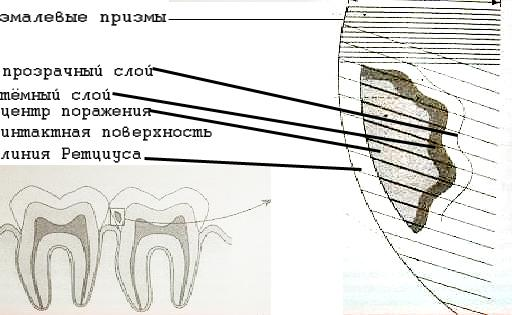 эмалевые призмы
прозрачный слой
тёмный слой
центр поражения
интактная поверхность
линия Ретциуса